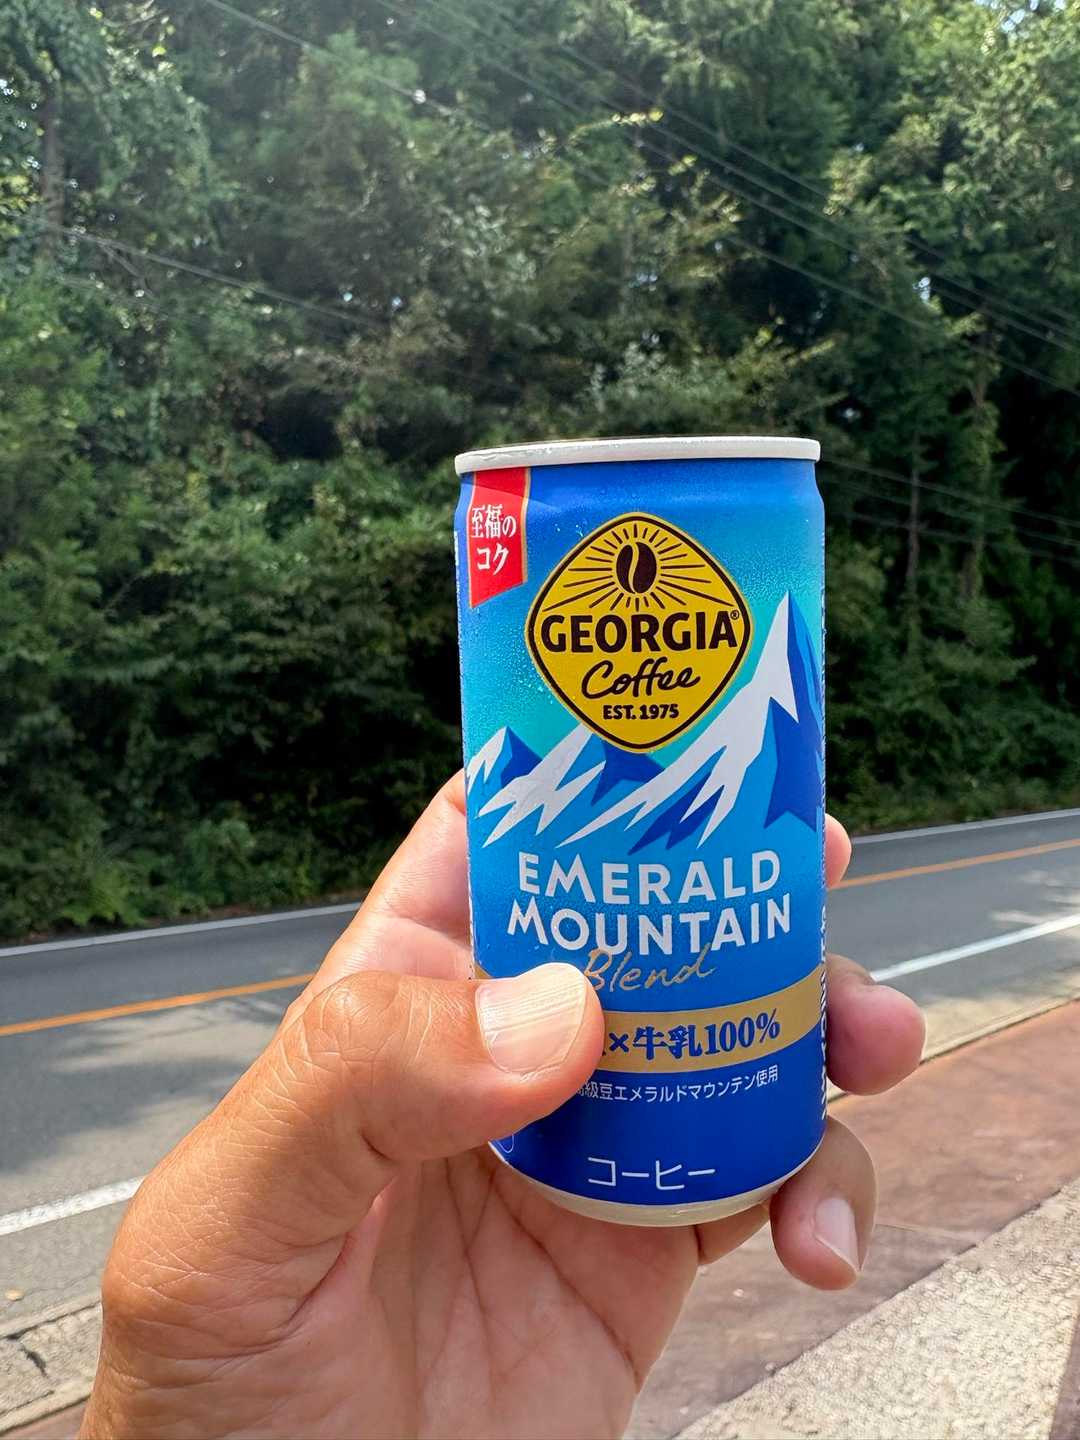 至福の
コク
GEORGIA®
Coffee
EST. 1975
EMERALD
MOUNTAIN
Blend
×牛乳100%
級豆エメラルドマウンテン使用
コーヒー